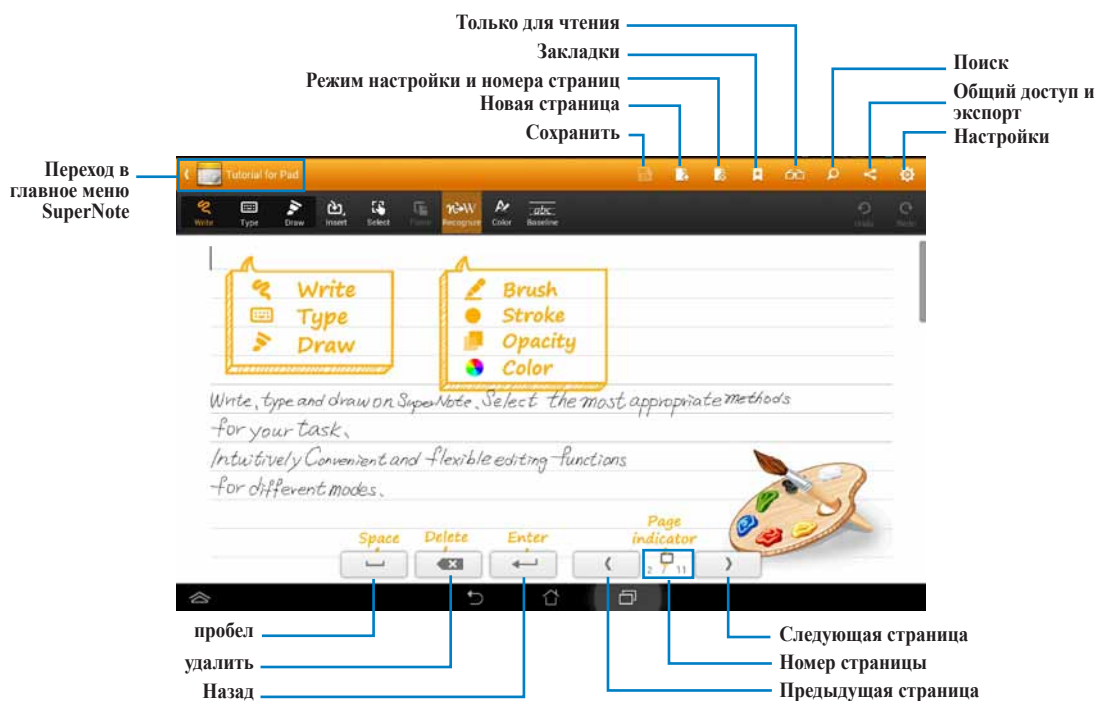 Только для чтения
Закладки
Режим настройки и номера страниц
Новая страница
Сохранить
Поиск
Общий доступ и
экспорт
Настройки
Переход в
главное меню
SuperNote
Tutorial for Pad
Write
Type
Draw
Insert
Select
Recognize
Color
abc
Baseline
Undo
Redo
Write
Type
Draw
Brush
Stroke
Opacity
Color
Write, type and draw on SuperNote. Select the most appropriate methods
for your task.
Intuitively Convenient and flexible editing functions
for different modes.
Space
Delete
Enter
Page
indicator
2 11
пробел
удалить
Назад
Следующая страница
Номер страницы
Предыдущая страница